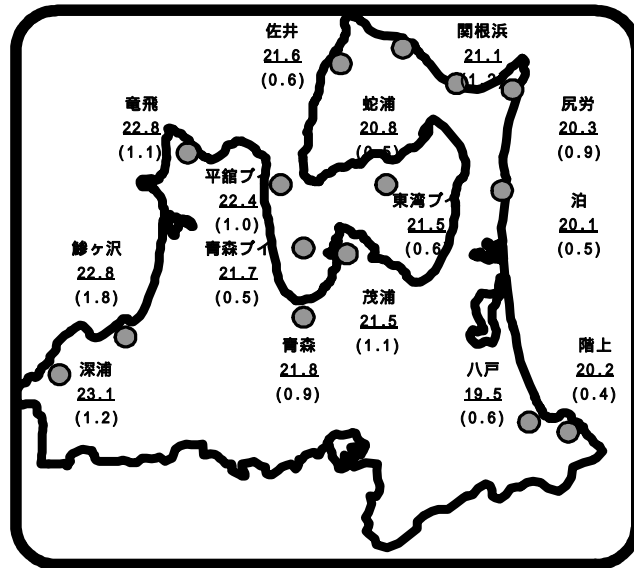 佐井
21.6
(0.6)
関根浜
21.1
竜飛
22.8
(1.1)
蛇浦
20.8
(0.5)
尻労
20.3
(0.9)
平舘ブイ
22.4
(1.0)
東湾ブイ
21.5
(0.6)
泊
20.1
(0.5)
鰺ヶ沢
22.8
(1.8)
青森ブイ
21.7
(0.5)
茂浦
21.5
(1.1)
青森
21.8
(0.9)
深浦
23.1
(1.2)
八戸
19.5
(0.6)
階上
20.2
(0.4)